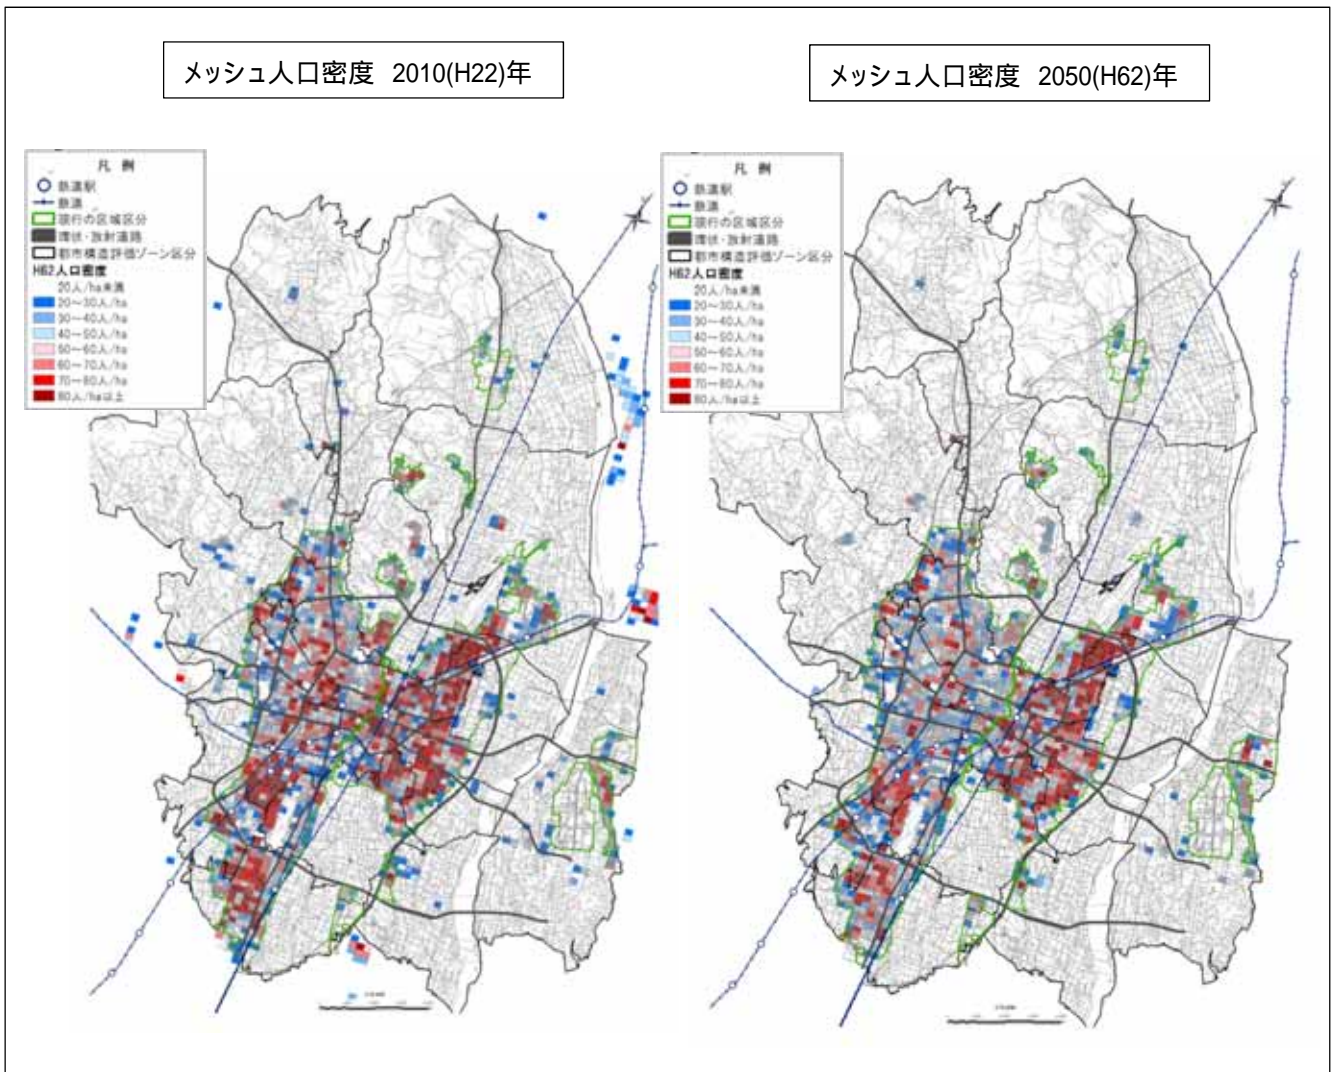 メッシュ人口密度 2010(H22)年
メッシュ人口密度 2050(H62)年
凡 例
鉄道駅
鉄道
現行の区域区分
環状・放射道路
都市構造評価ゾーン区分
H62人口密度
20人/ha未満
20～30人/ha
30～40人/ha
40～50人/ha
50～60人/ha
60～70人/ha
70～80人/ha
80人/ha以上
凡 例
鉄道駅
鉄道
現行の区域区分
環状・放射道路
都市構造評価ゾーン区分
H62人口密度
20人/ha未満
20～30人/ha
30～40人/ha
40～50人/ha
50～60人/ha
60～70人/ha
70～80人/ha
80人/ha以上